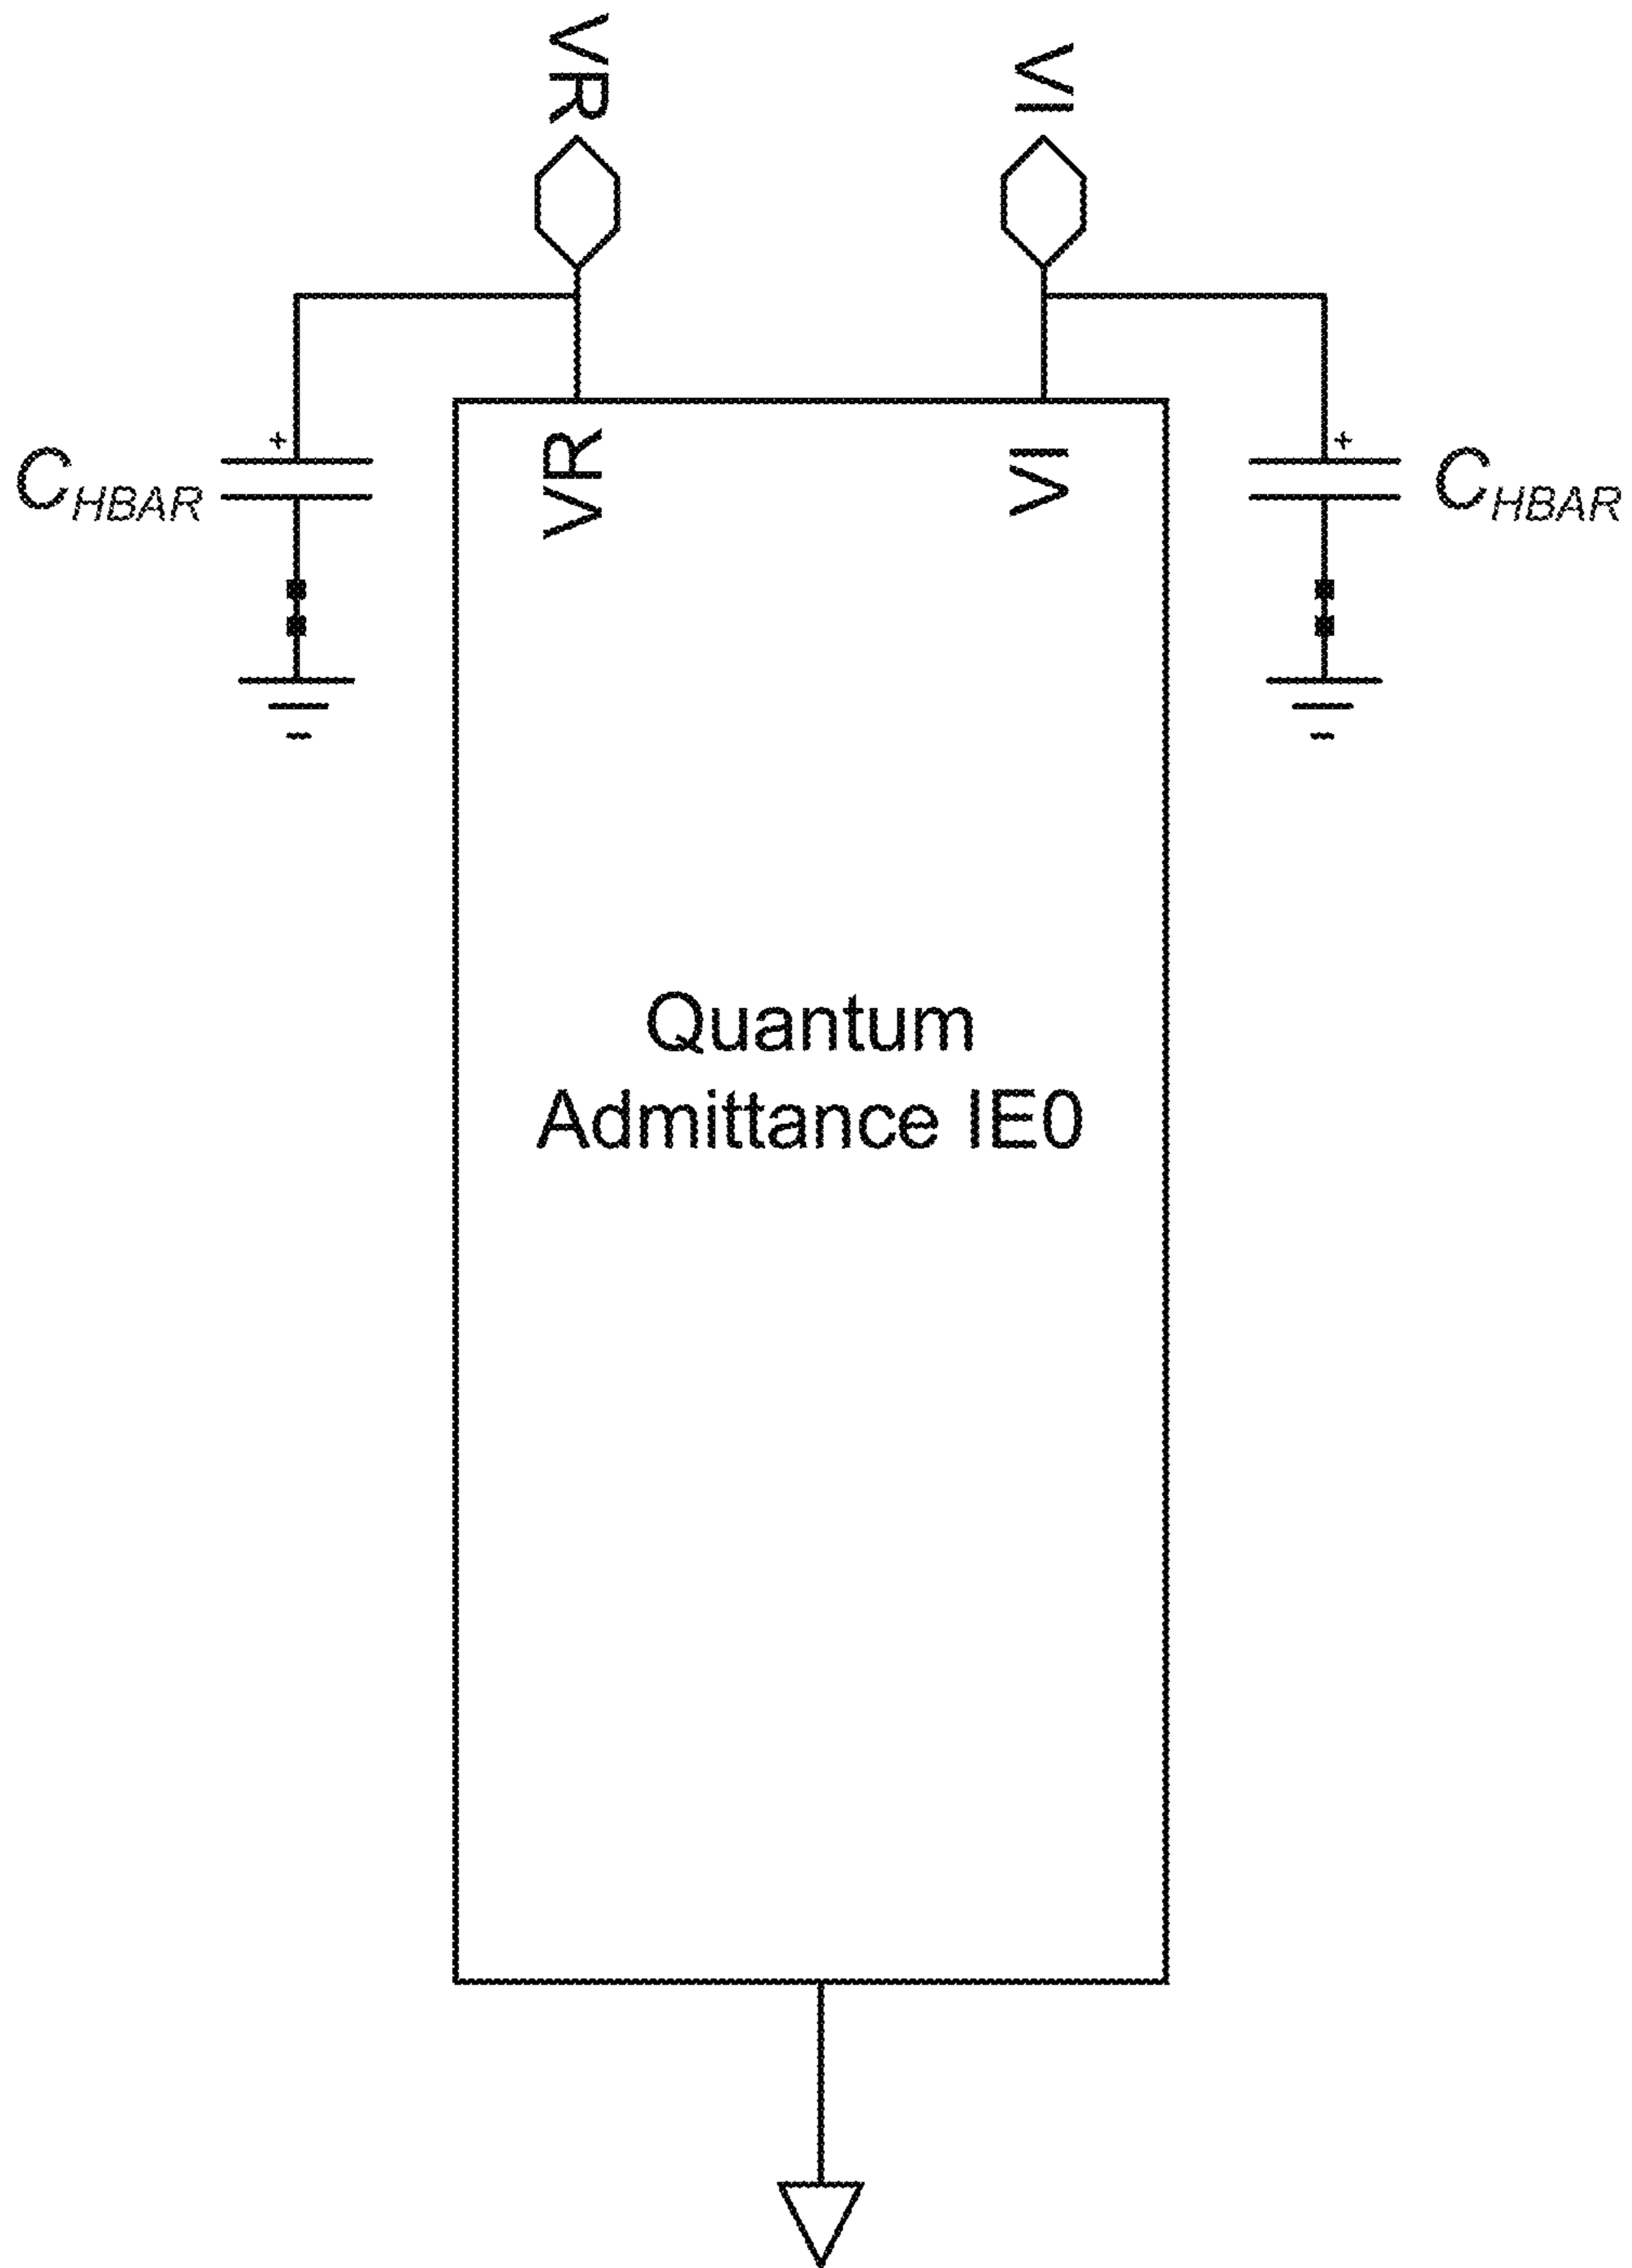 VR
VI
+
+
C_HBAR
VR
VI
C_HBAR
Quantum
Admittance IE0